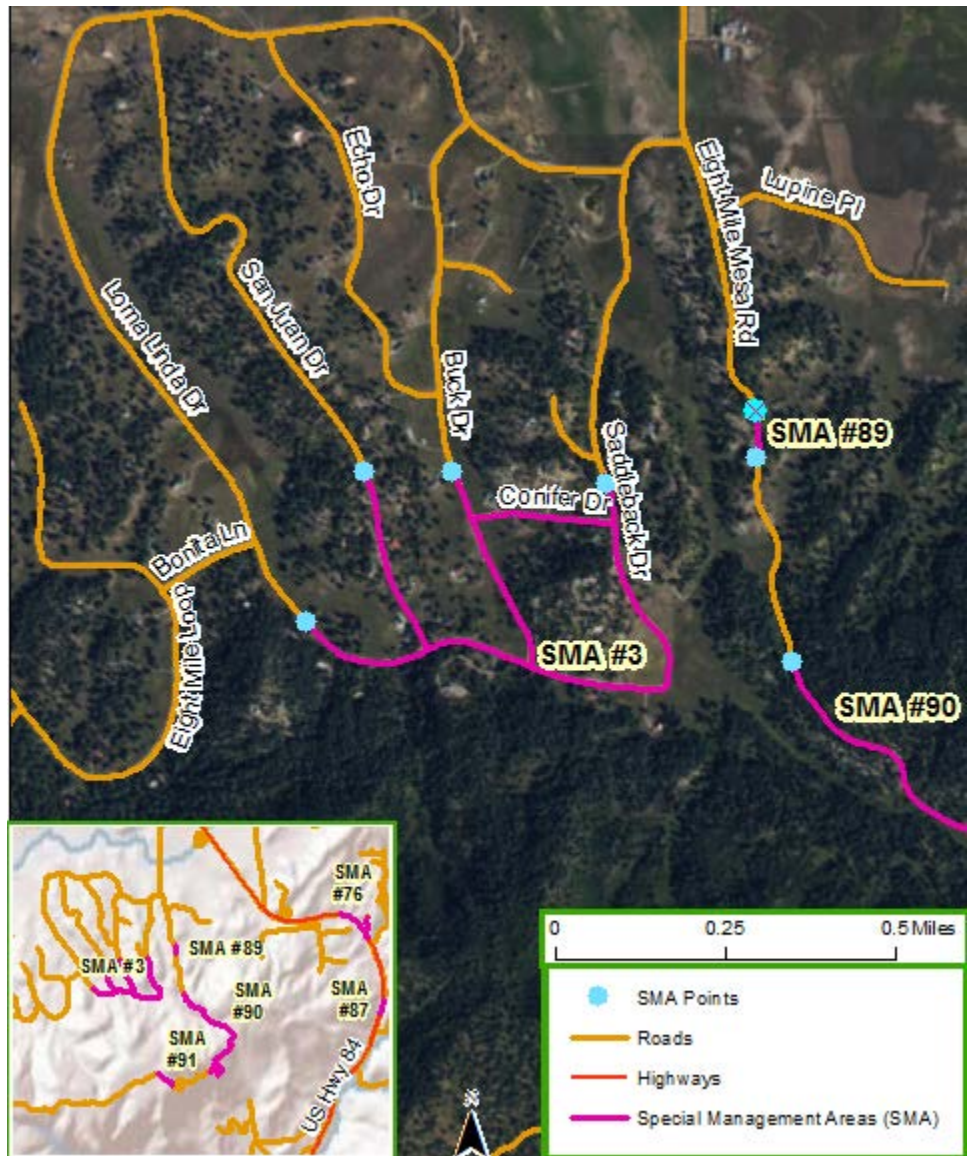 Echo Dr
Eight Mile Mesa Rd
Lupine Pl
Loma Linda Dr
San Juan Dr
Buck Dr
SMA #89
Saddleback Dr
Conifer Dr
Bonita Ln
Eight Mile Loop
SMA #3
SMA #90
SMA
#76
SMA #89
SMA #3
SMA
#90
SMA
#87
SMA
#91
US Hwy 84
0 0.25 0.5 Miles
SMA Points
Roads
Highways
Special Management Areas (SMA)